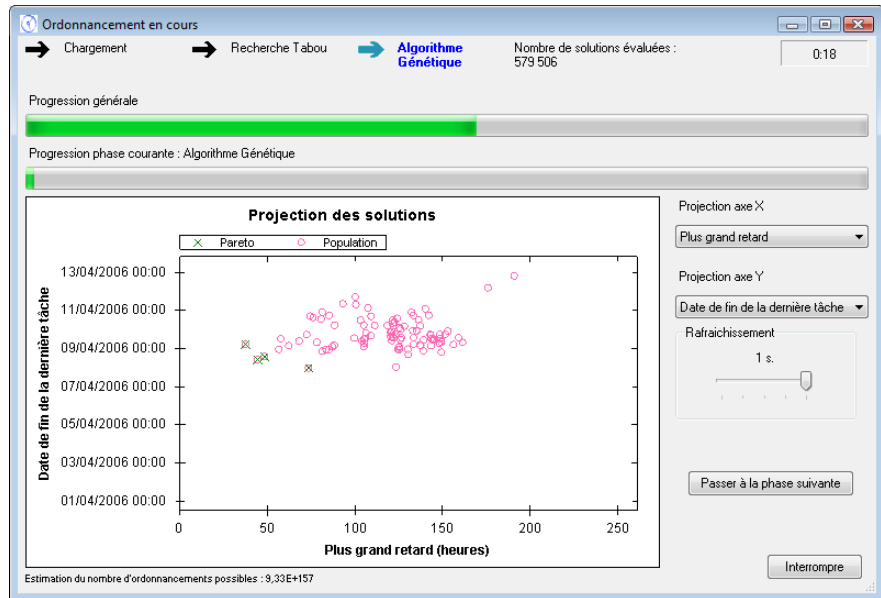 Ordonnancement en cours
Chargement
Recherche Tabou
Algorithme
Génétique
Nombre de solutions évaluées :
579 506
0:18
Progression générale
Progression phase courante : Algorithme Génétique
Projection des solutions
Pareto
Population
Date de fin de la dernière tâche
13/04/2006 00:00
11/04/2006 00:00
09/04/2006 00:00
07/04/2006 00:00
05/04/2006 00:00
03/04/2006 00:00
01/04/2006 00:00
0 50 100 150 200 250
Plus grand retard (heures)
Projection axe X
Plus grand retard
Projection axe Y
Date de fin de la dernière tâche
Rafraichissement
1 s.
Passer à la phase suivante
Interrompre
Estimation du nombre d'ordonnancements possibles : 9,33E+157